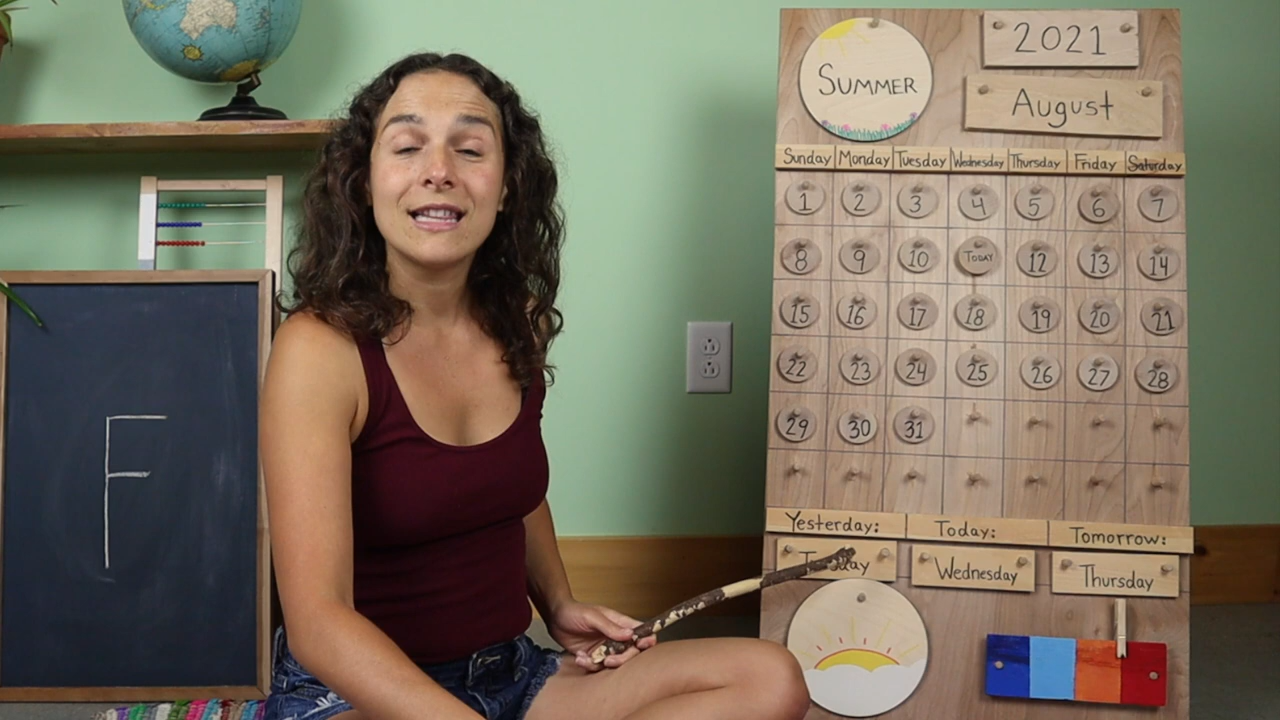 F
SUMMER
2021
August
Sunday Monday Tuesday Wednesday Thursday Friday Saturday
1 2 3 4 5 6 7
8 9 10 TODAY 12 13 14
15 16 17 18 19 20 21
22 23 24 25 26 27 28
29 30 31
Yesterday: Today: Tomorrow:
Tuesday Wednesday Thursday